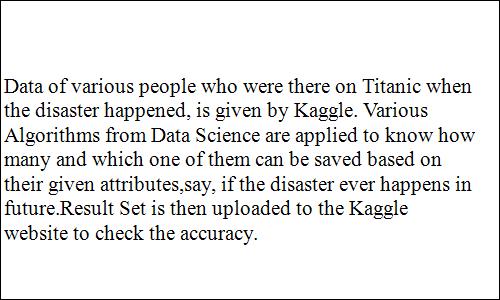 Data of various people who were there on Titanic when
the disaster happened, is given by Kaggle. Various
Algorithms from Data Science are applied to know how
many and which one of them can be saved based on
their given attributes,say, if the disaster ever happens in
future.Result Set is then uploaded to the Kaggle
website to check the accuracy.